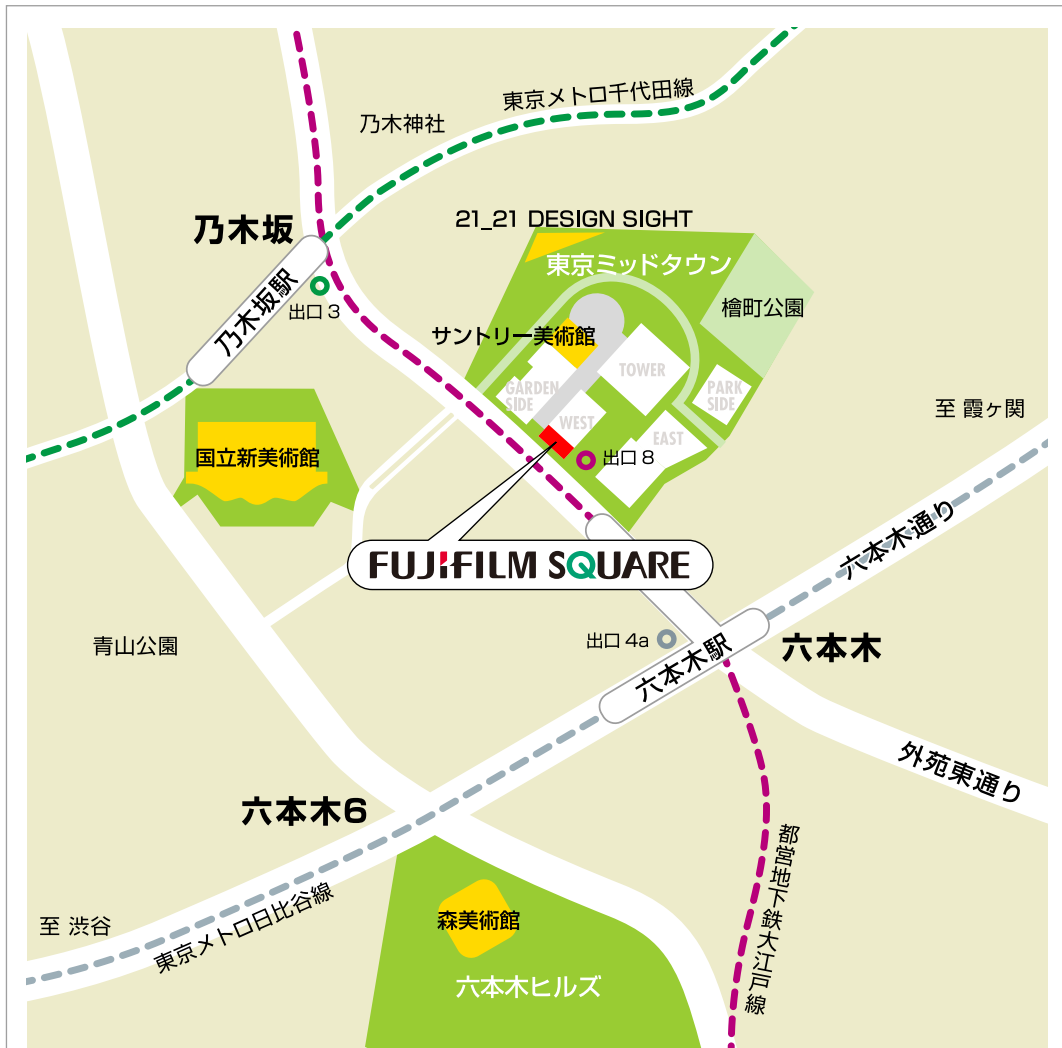 東京メトロ千代田線
乃木神社
乃木坂
21_21 DESIGN SIGHT
東京ミッドタウン
乃木坂駅
出口 3
檜町公園
サントリー美術館
TOWER
GARDEN
SIDE
PARK
SIDE
至 霞ヶ関
WEST
EAST
国立新美術館
出口 8
六本木通り
FUJIFILM SQUARE
青山公園
出口 4a
六本木駅
六本木
外苑東通り
六本木6
都営地下鉄大江戸線
至 渋谷
東京メトロ日比谷線
森美術館
六本木ヒルズ